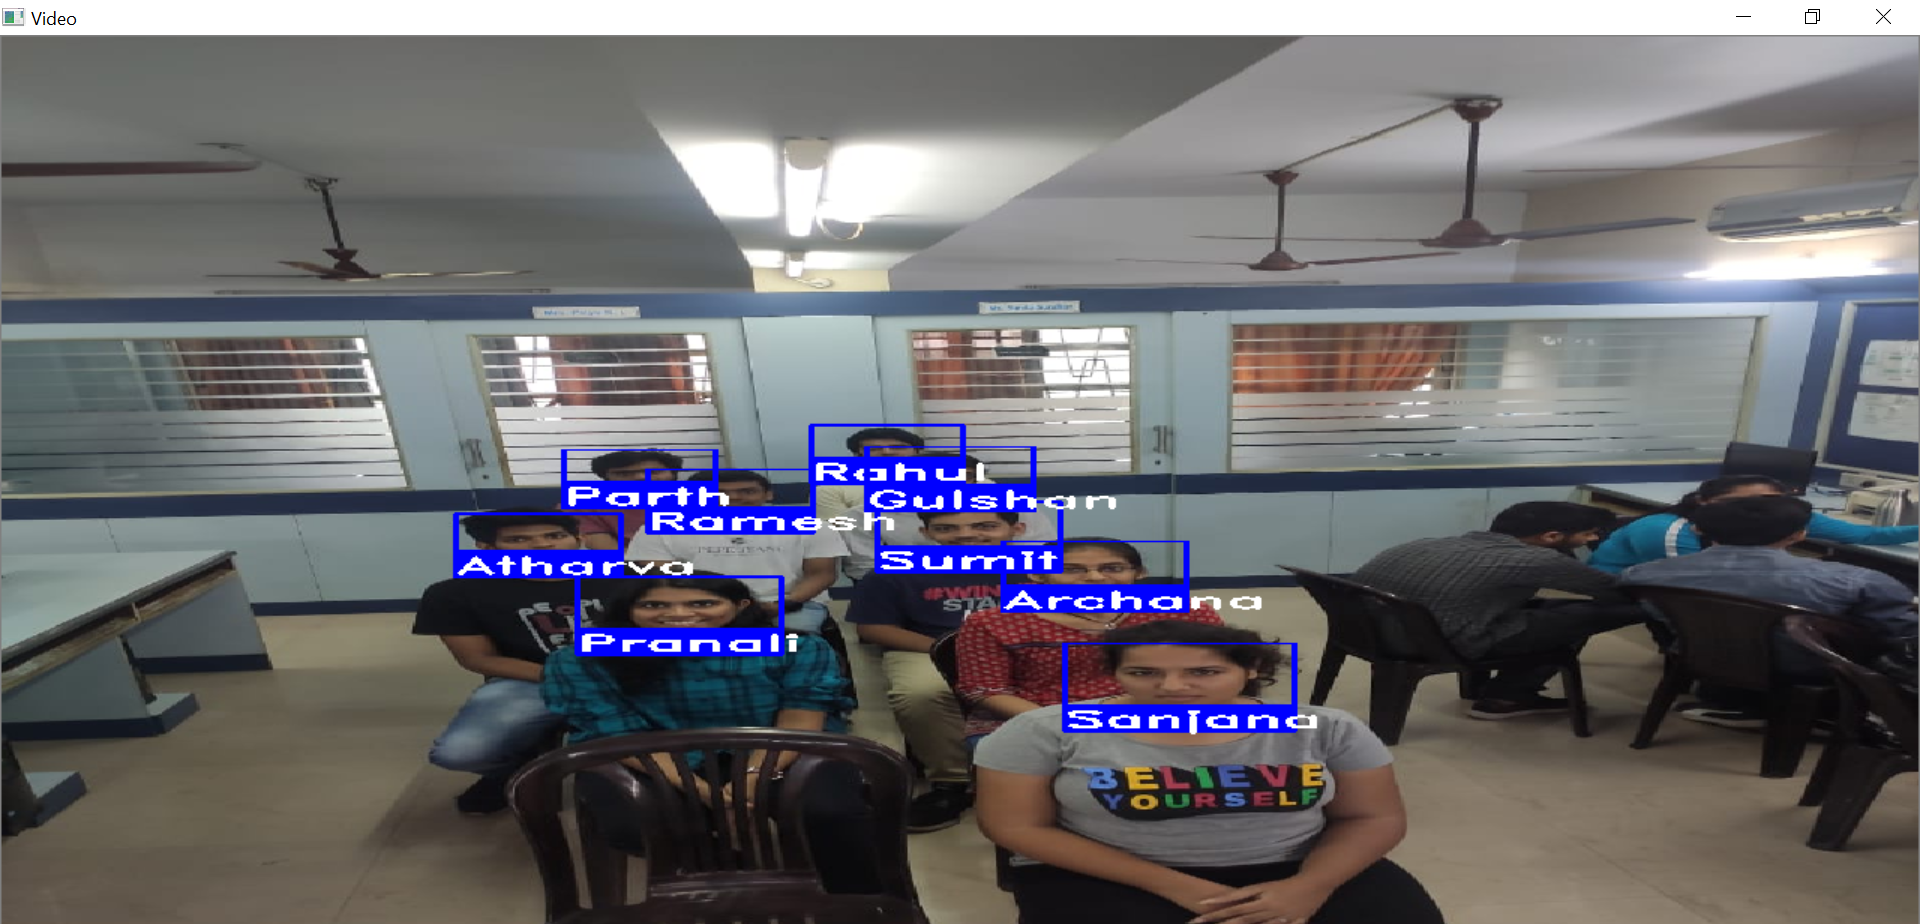 Video
Rahul
Parth
Gulshan
Ramesh
Sumit
Atharva
Archana
Pranali
Sanjana
BELIEVE
YOURSELF